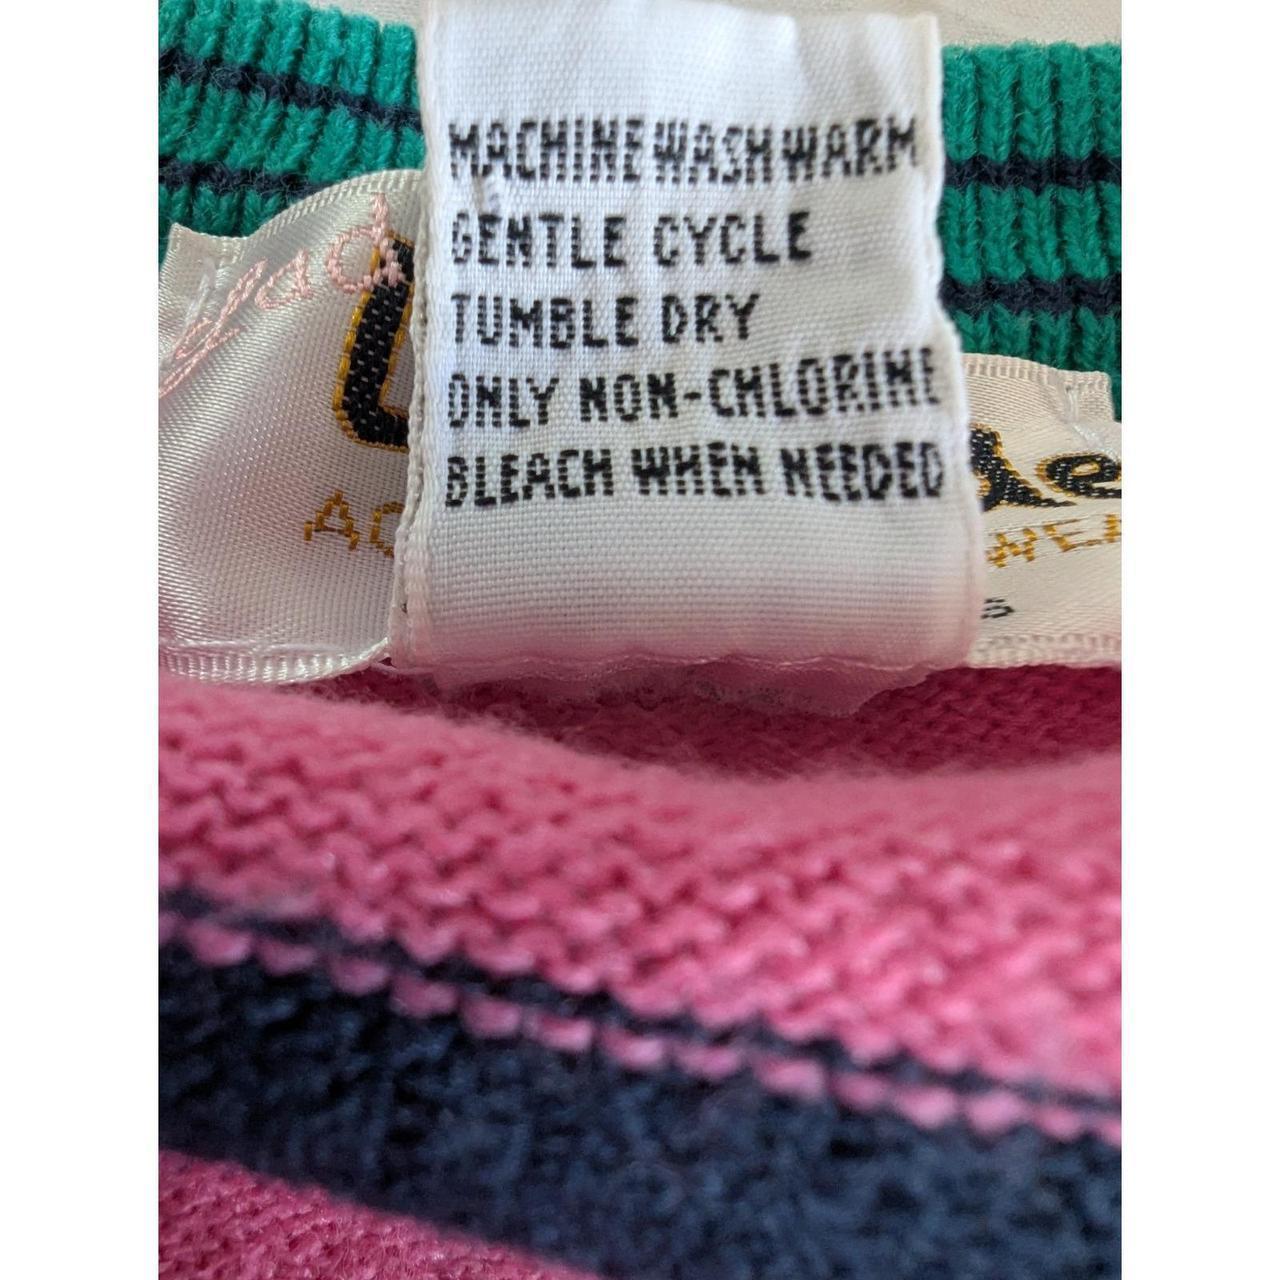 MACHINE WASH WARM
GENTLE CYCLE
TUMBLE DRY
ONLY NON-CHLORINE
BLEACH WHEN NEEDED